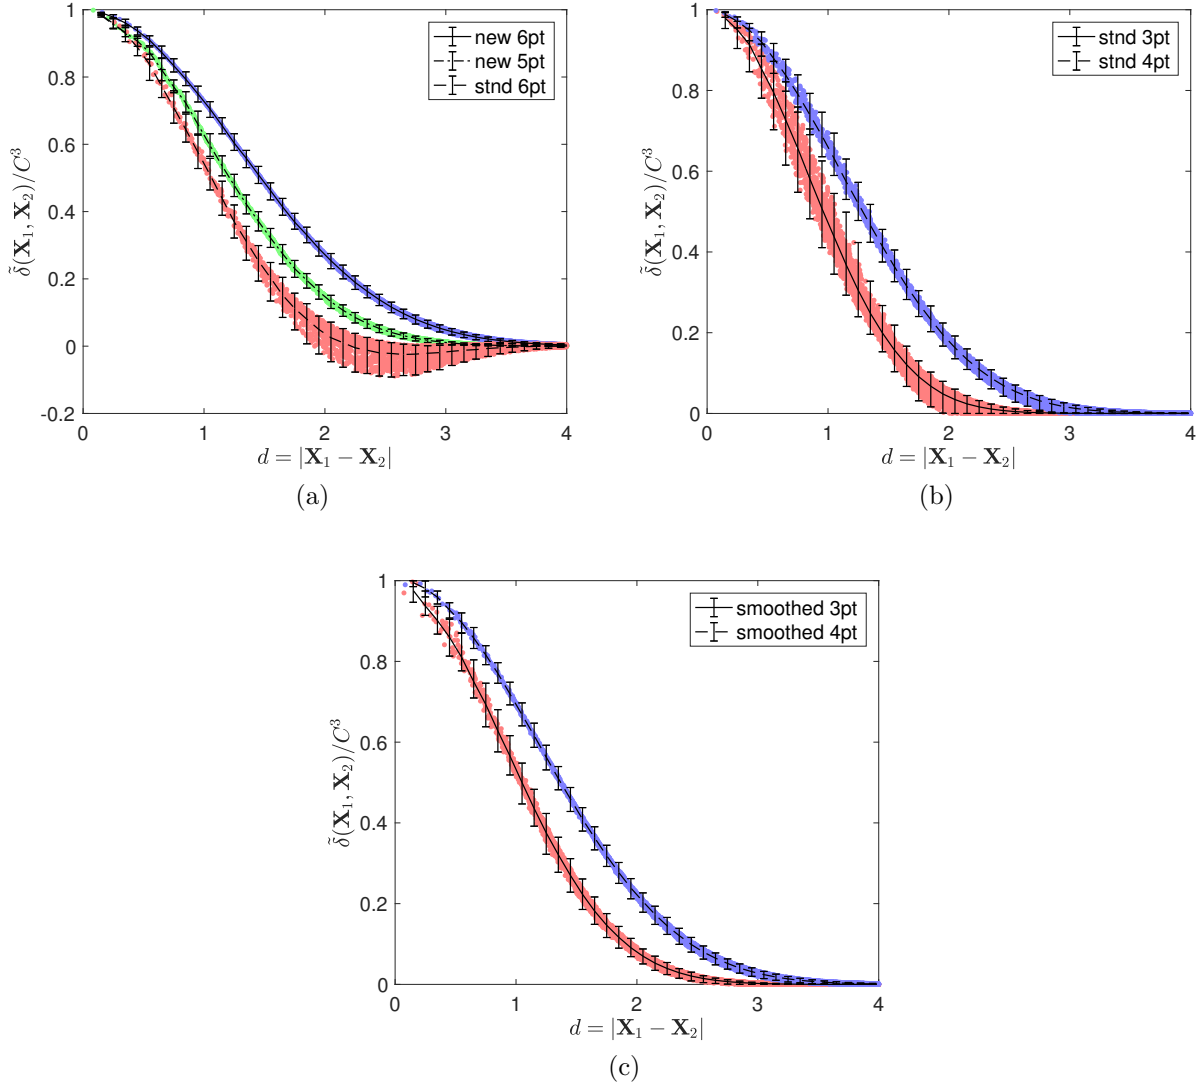 1
0.8
0.6
0.4
0.2
0
-0.2
0 1 2 3 4
δ̃(X₁, X₂)/C³
d = |X₁ − X₂|
new 6pt
new 5pt
stnd 6pt
(a)
1
0.8
0.6
0.4
0.2
0
0 1 2 3 4
δ̃(X₁, X₂)/C³
d = |X₁ − X₂|
stnd 3pt
stnd 4pt
(b)
1
0.8
0.6
0.4
0.2
0
0 1 2 3 4
δ̃(X₁, X₂)/C³
d = |X₁ − X₂|
smoothed 3pt
smoothed 4pt
(c)